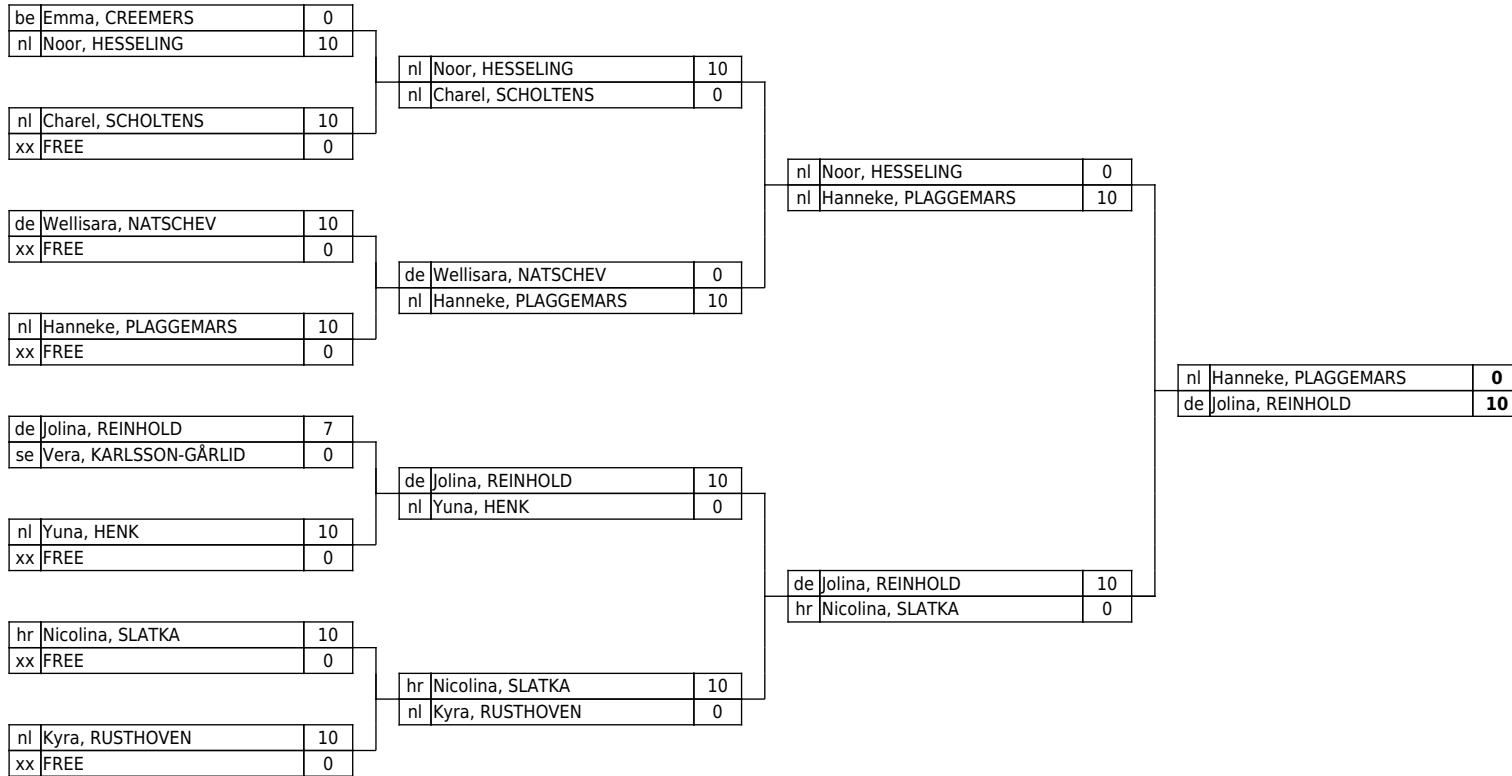 be Emma, CREEMERS 0
nl Noor, HESSELING 10
nl Noor, HESSELING 10
nl Charel, SCHOLTENS 0
nl Charel, SCHOLTENS 10
xx FREE 0
nl Noor, HESSELING 0
nl Hanneke, PLAGGEMARS 10
de Wellisara, NATSCHEV 10
xx FREE 0
de Wellisara, NATSCHEV 0
nl Hanneke, PLAGGEMARS 10
nl Hanneke, PLAGGEMARS 10
xx FREE 0
nl Hanneke, PLAGGEMARS 0
de Jolina, REINHOLD 10
de Jolina, REINHOLD 7
se Vera, KARLSSON-GÅRLID 0
de Jolina, REINHOLD 10
nl Yuna, HENK 0
nl Yuna, HENK 10
xx FREE 0
de Jolina, REINHOLD 10
hr Nicolina, SLATKA 0
hr Nicolina, SLATKA 10
xx FREE 0
hr Nicolina, SLATKA 10
nl Kyra, RUSTHOVEN 0
nl Kyra, RUSTHOVEN 10
xx FREE 0